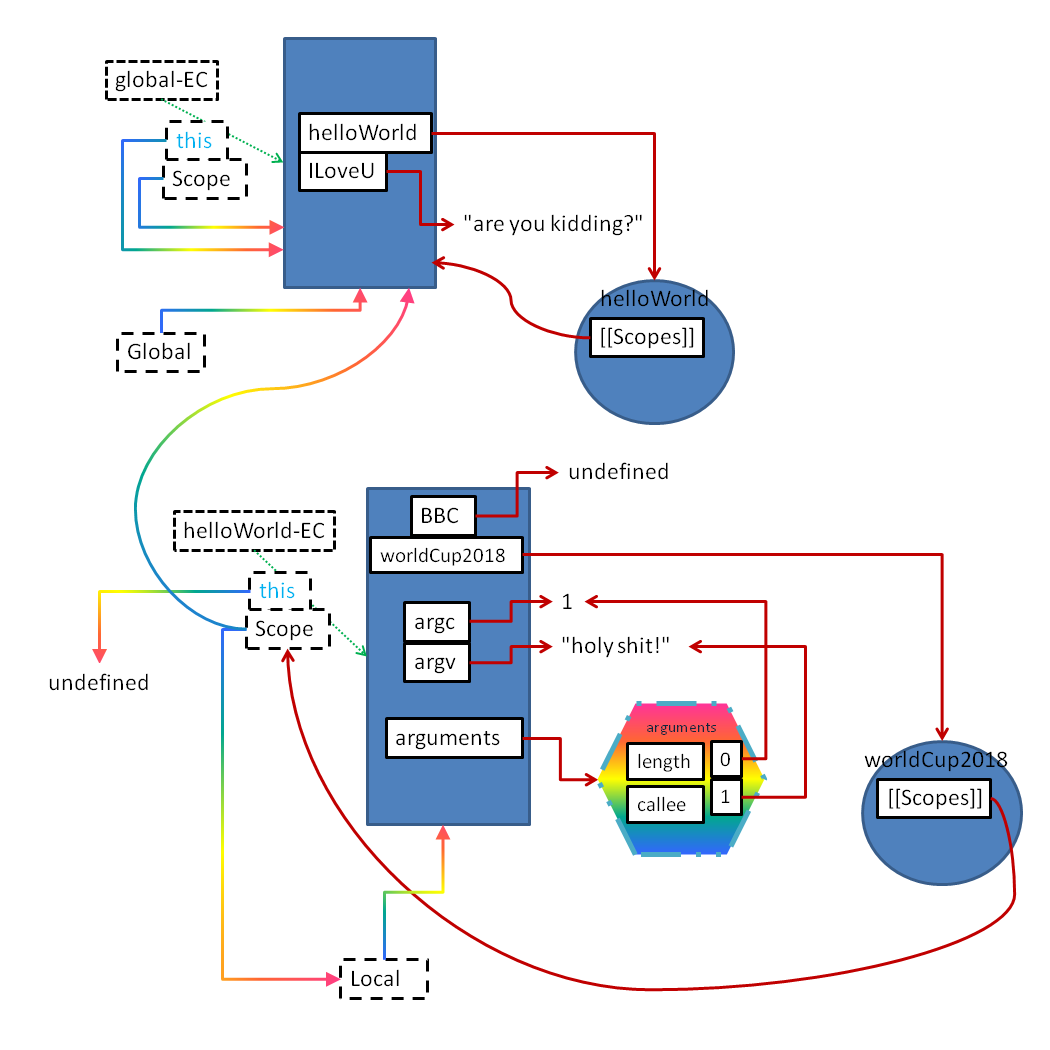 global-EC
this
Scope
helloWorld
ILoveU
"are you kidding?"
helloWorld
[[Scopes]]
Global
undefined
helloWorld-EC
this
Scope
undefined
BBC
worldCup2018
argc
1
argv
"holy shit!"
arguments
arguments
length
0
callee
1
worldCup2018
[[Scopes]]
Local